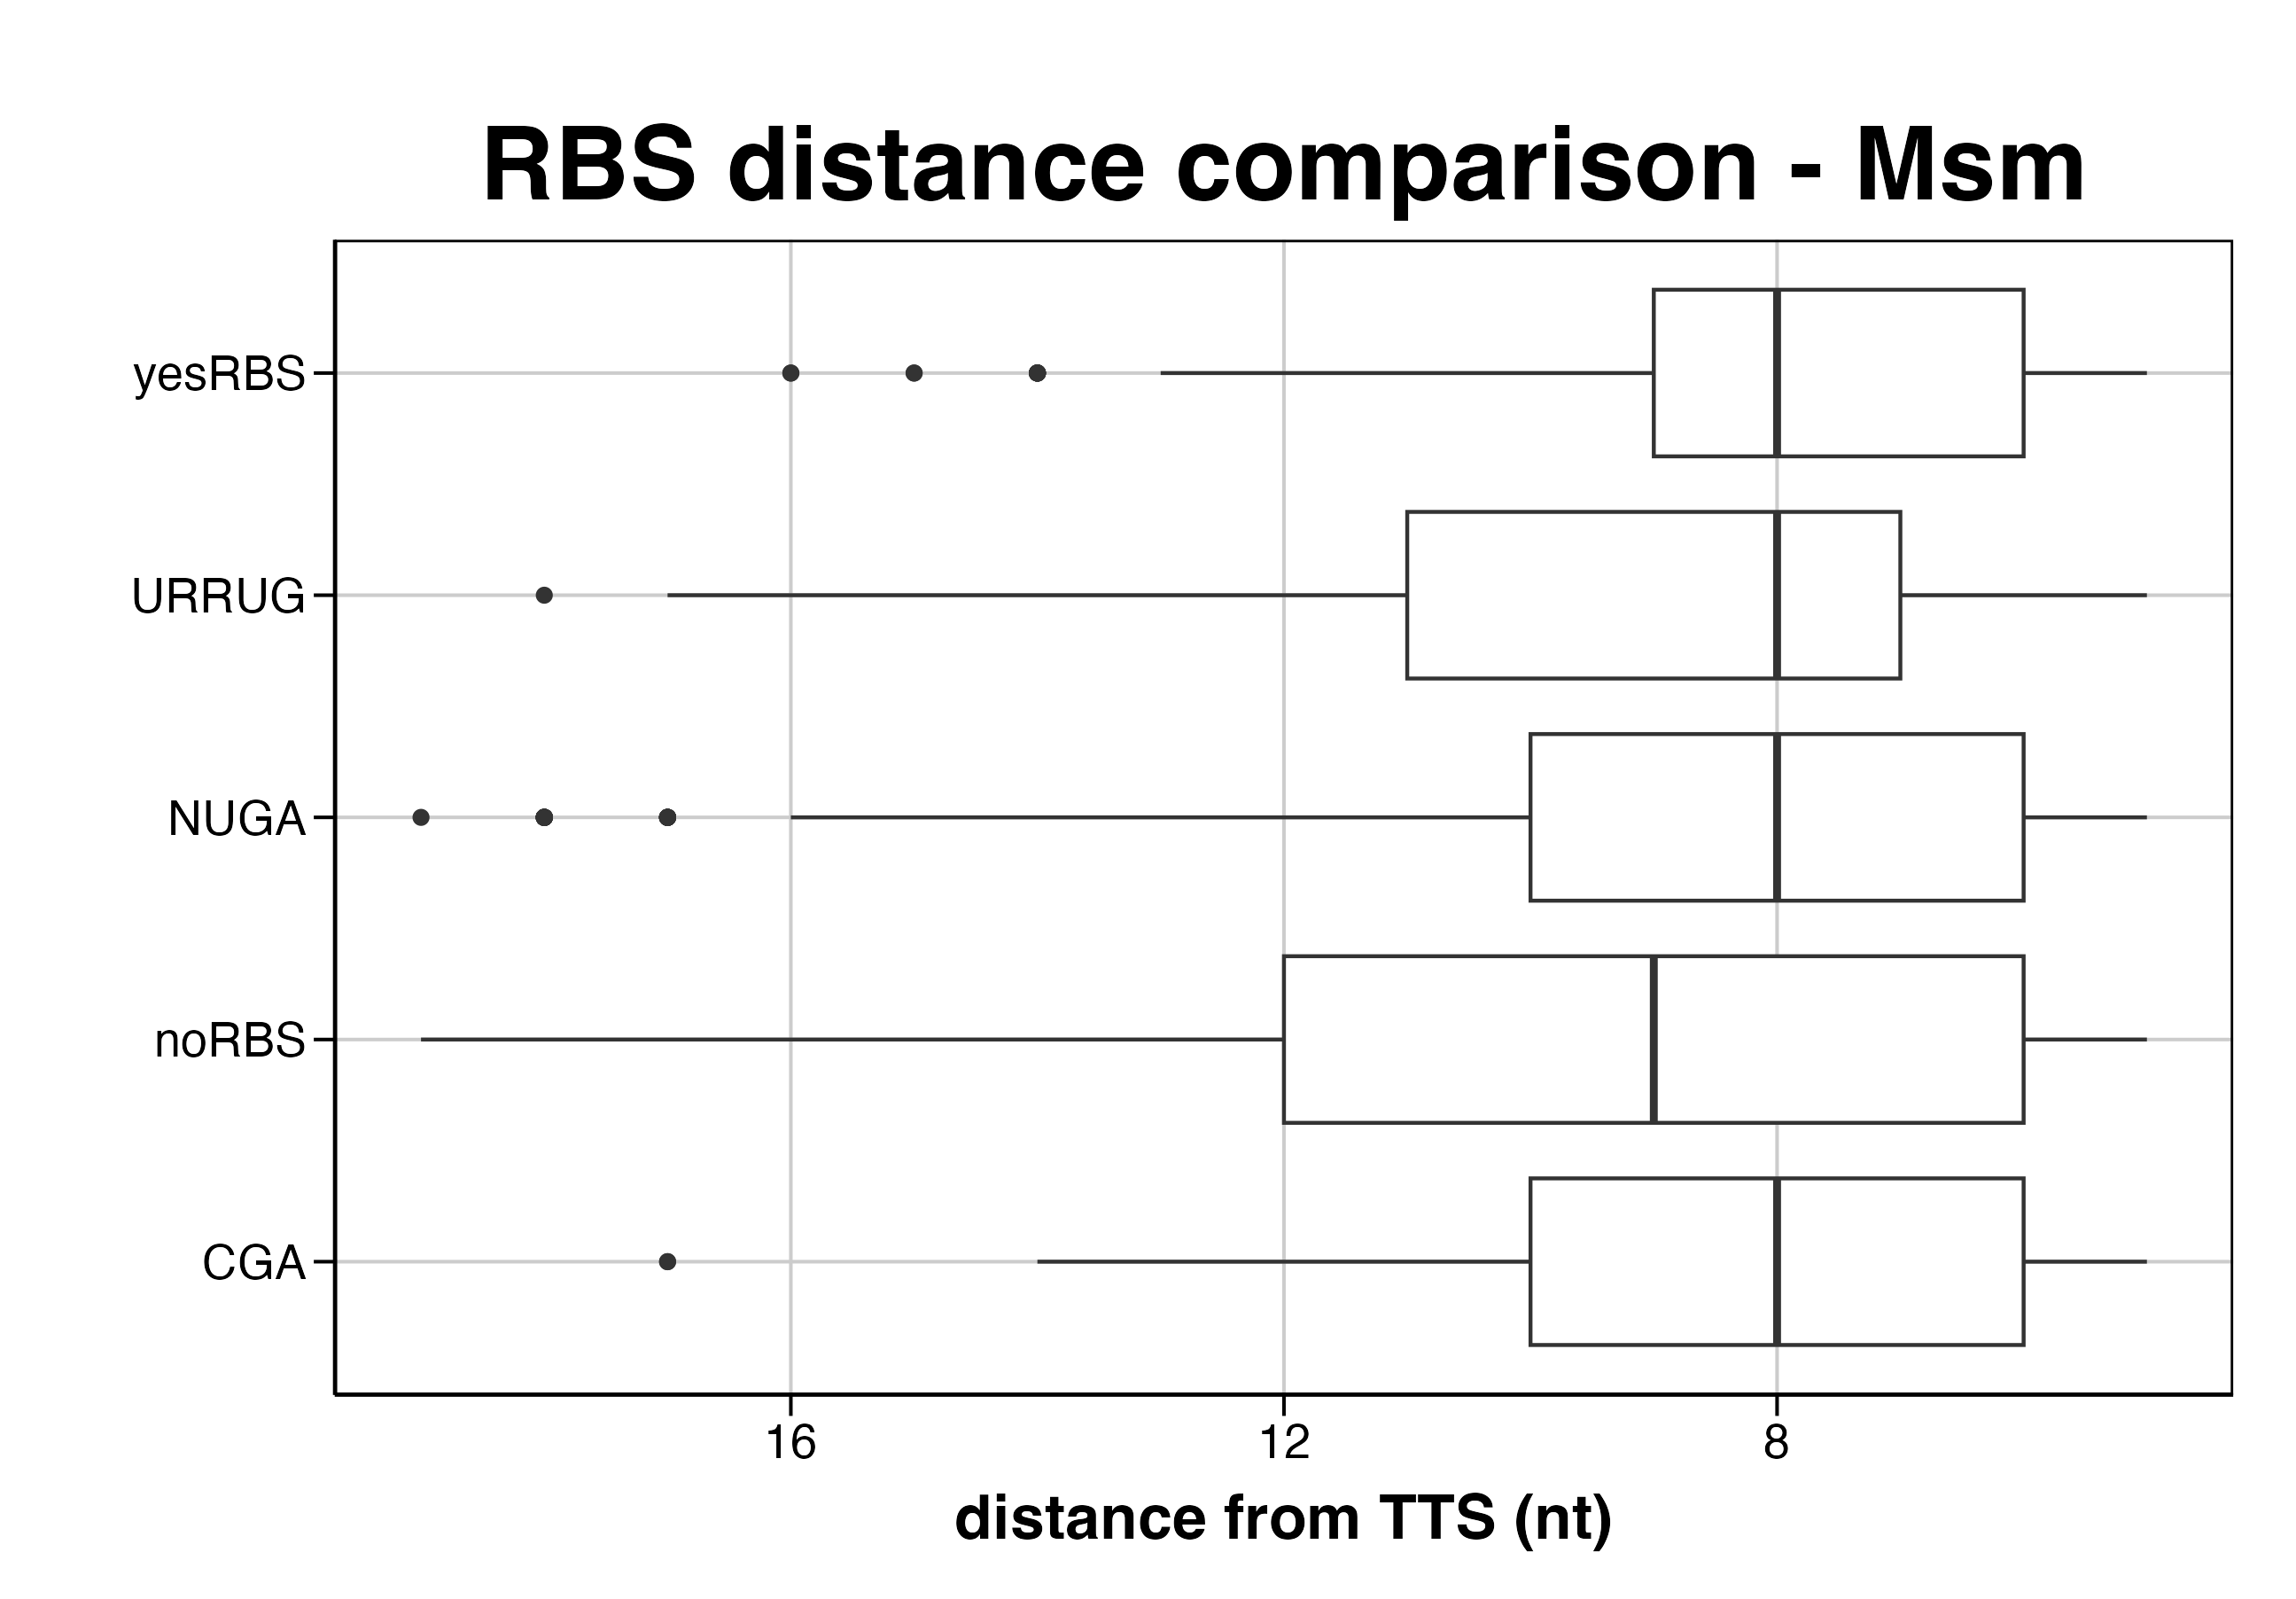 RBS distance comparison - Msm
yesRBS
URRUG
NUGA
noRBS
CGA
16 12 8
distance from TTS (nt)